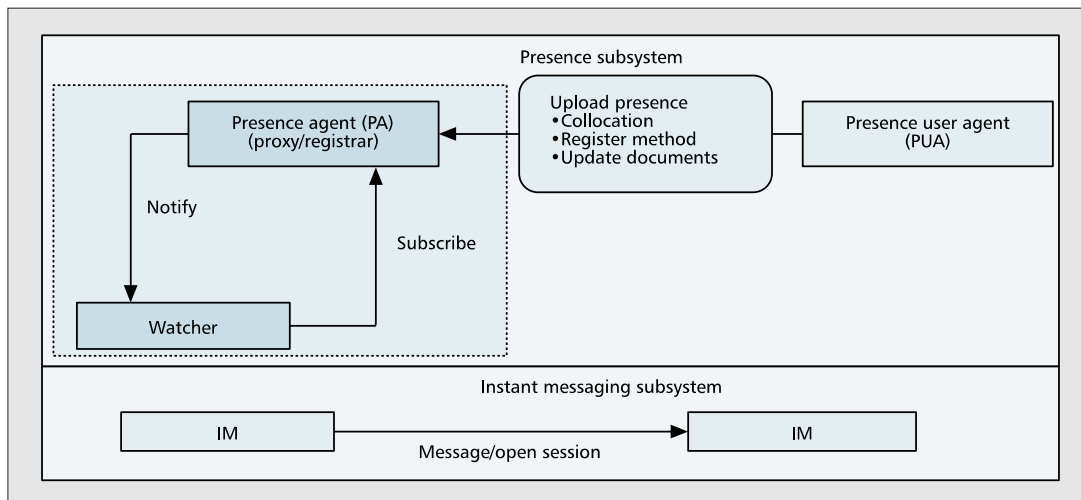 Presence subsystem
Presence agent (PA)
(proxy/registrar)
Upload presence
•Collocation
•Register method
•Update documents
Presence user agent
(PUA)
Notify
Subscribe
Watcher
Instant messaging subsystem
IM
IM
Message/open session